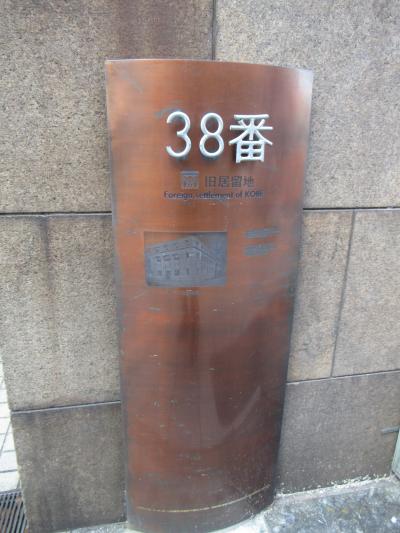 38番
旧居留地
Foreign settlement of KOBE